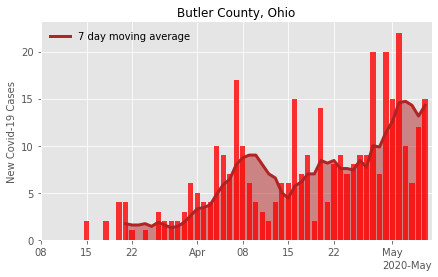 Butler County, Ohio
7 day moving average
New Covid-19 Cases
20
15
10
5
0
08 15 22 Apr 08 15 22 May
2020-May